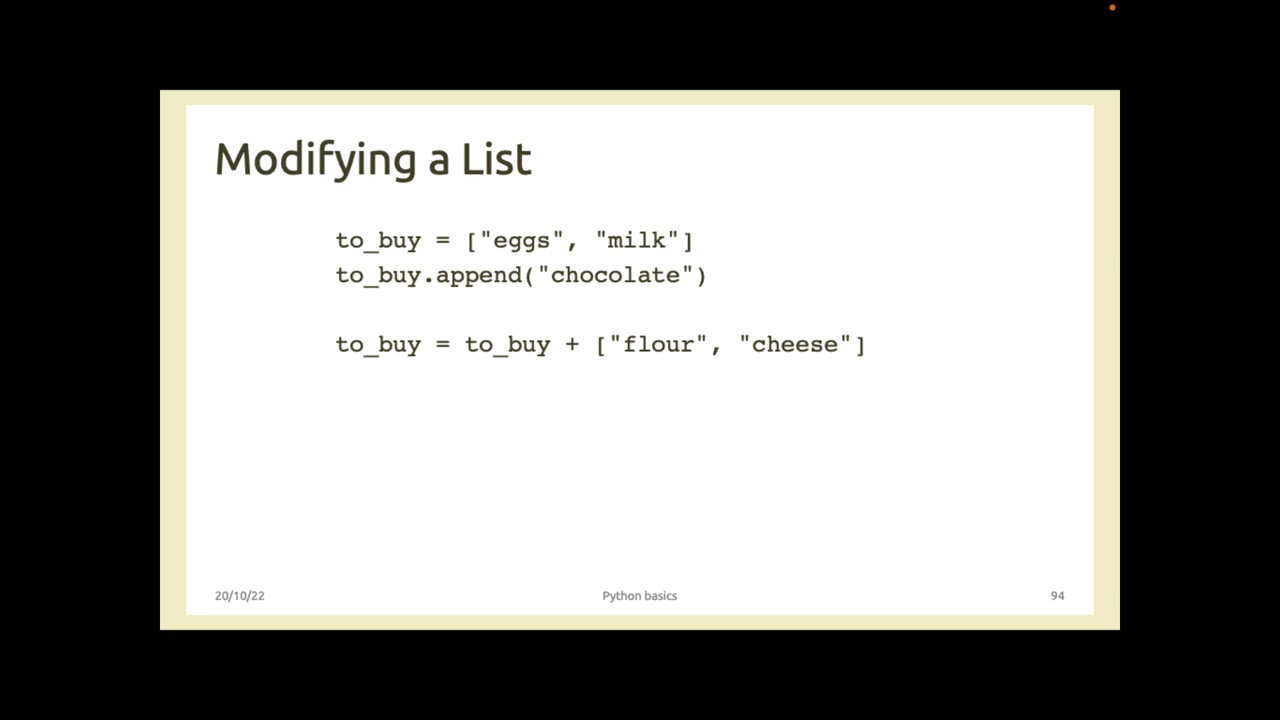 Modifying a List
to_buy = ["eggs", "milk"]
to_buy.append("chocolate")
to_buy = to_buy + ["flour", "cheese"]
20/10/22
Python basics
94